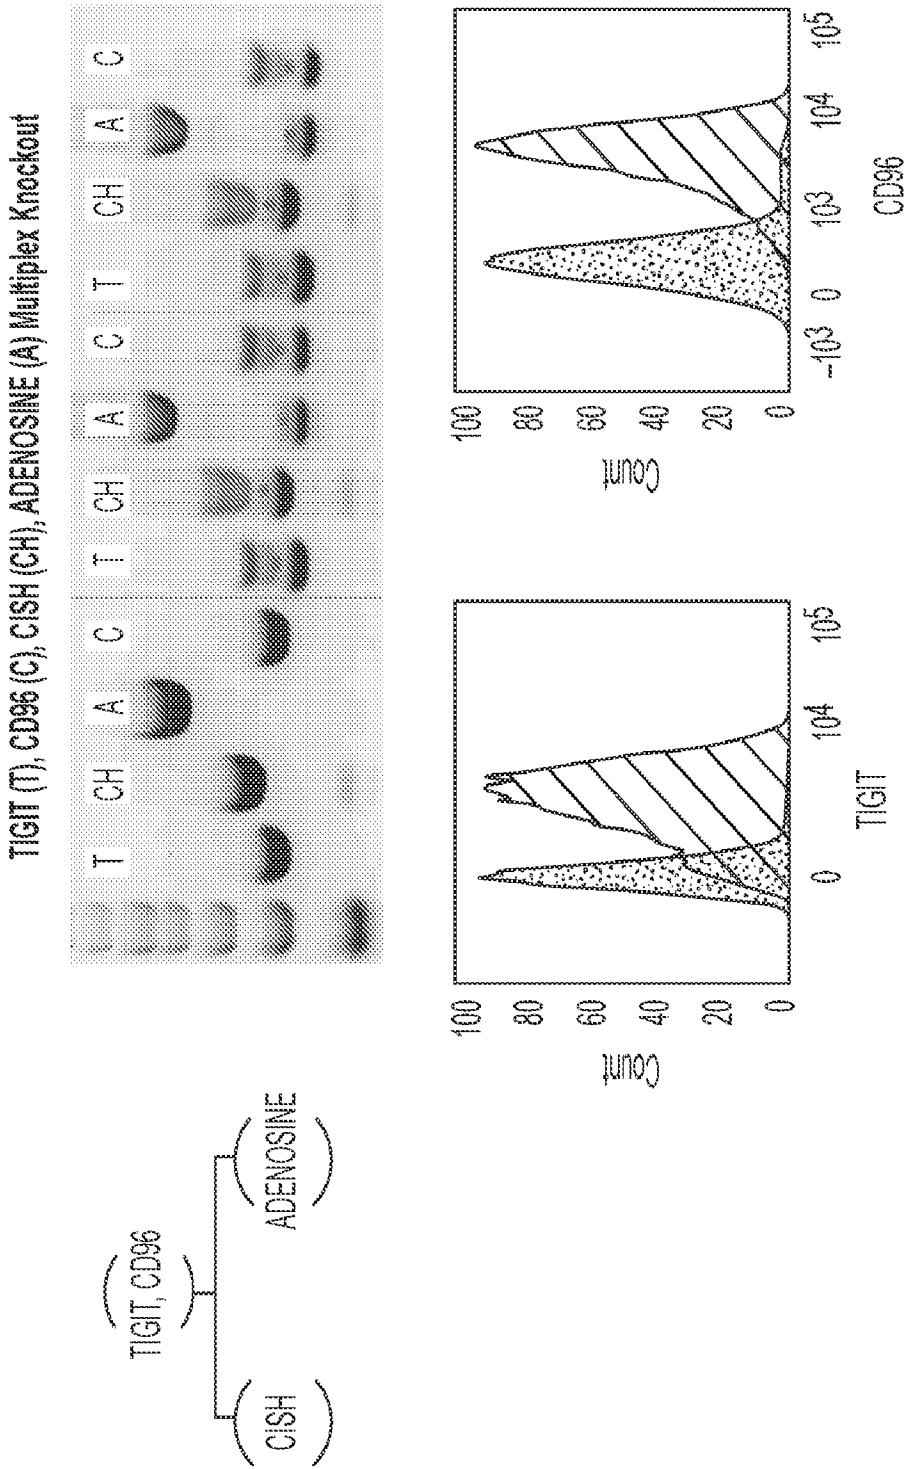 TIGIT (T), CD96 (C), CISH (CH), ADENOSINE (A) Multiplex Knockout
T CH A C T CH A C T CH A C
TIGIT, CD96
CISH ADENOSINE
100
80
60
40
20
0
Count
0 10⁴ 10⁵
TIGIT
100
80
60
40
20
0
Count
-10³ 0 10³ 10⁴ 10⁵
CD96